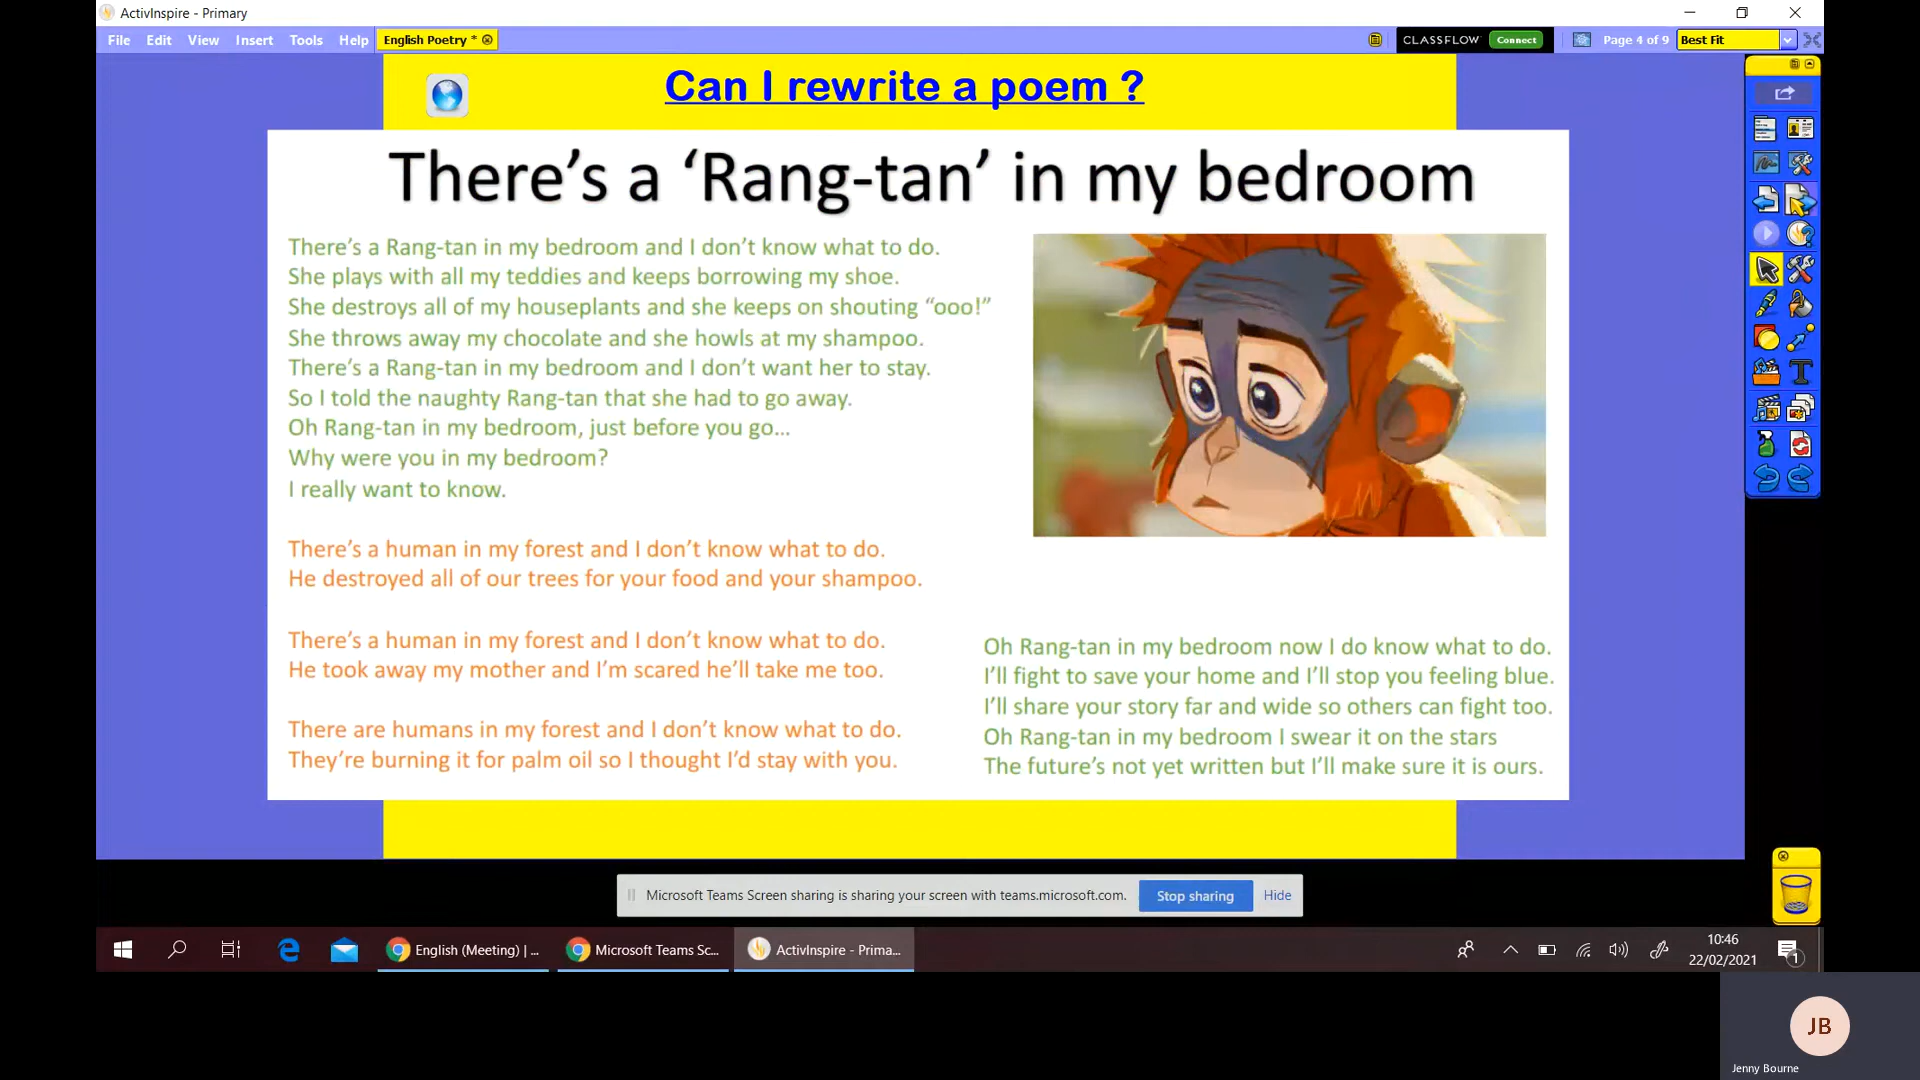 ActivInspire - Primary
File Edit View Insert Tools Help English Poetry * CLASSFLOW Connect Page 4 of 9 Best Fit
Can I rewrite a poem ?
There's a ‘Rang-tan’ in my bedroom
There's a Rang-tan in my bedroom and I don't know what to do.
She plays with all my teddies and keeps borrowing my shoe.
She destroys all of my houseplants and she keeps on shouting “ooo!”
She throws away my chocolate and she howls at my shampoo.
There's a Rang-tan in my bedroom and I don't want her to stay.
So I told the naughty Rang-tan that she had to go away.
Oh Rang-tan in my bedroom, just before you go...
Why were you in my bedroom?
I really want to know.
There's a human in my forest and I don't know what to do.
He destroyed all of our trees for your food and your shampoo.
There's a human in my forest and I don't know what to do.
He took away my mother and I'm scared he'll take me too.
There are humans in my forest and I don't know what to do.
They're burning it for palm oil so I thought I'd stay with you.
Oh Rang-tan in my bedroom now I do know what to do.
I'll fight to save your home and I'll stop you feeling blue.
I'll share your story far and wide so others can fight too.
Oh Rang-tan in my bedroom I swear it on the stars
The future's not yet written but I'll make sure it is ours.
Microsoft Teams Screen sharing is sharing your screen with teams.microsoft.com. Stop sharing Hide
English (Meeting) | ... Microsoft Teams Sc... ActivInspire - Prima...
10:46
22/02/2021
1
JB
Jenny Bourne